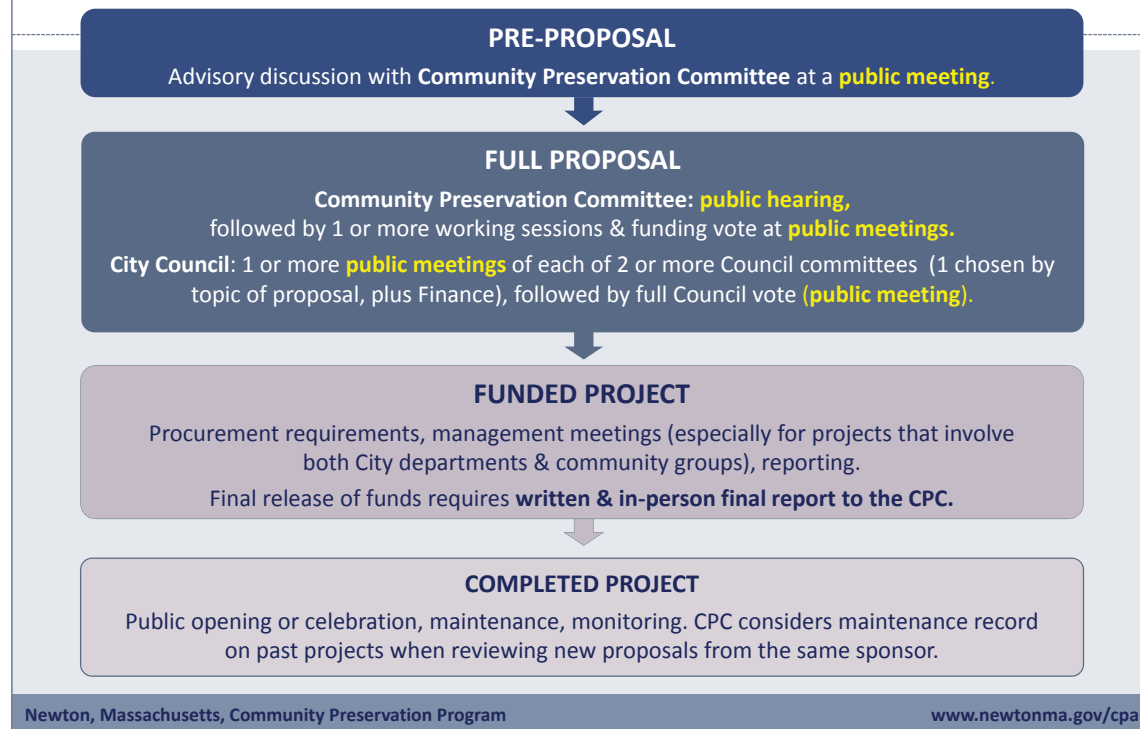 PRE-PROPOSAL
Advisory discussion with Community Preservation Committee at a public meeting.
FULL PROPOSAL
Community Preservation Committee: public hearing,
followed by 1 or more working sessions & funding vote at public meetings.
City Council: 1 or more public meetings of each of 2 or more Council committees (1 chosen by
topic of proposal, plus Finance), followed by full Council vote (public meeting).
FUNDED PROJECT
Procurement requirements, management meetings (especially for projects that involve
both City departments & community groups), reporting.
Final release of funds requires written & in-person final report to the CPC.
COMPLETED PROJECT
Public opening or celebration, maintenance, monitoring. CPC considers maintenance record
on past projects when reviewing new proposals from the same sponsor.
Newton, Massachusetts, Community Preservation Program
www.newtonma.gov/cpa